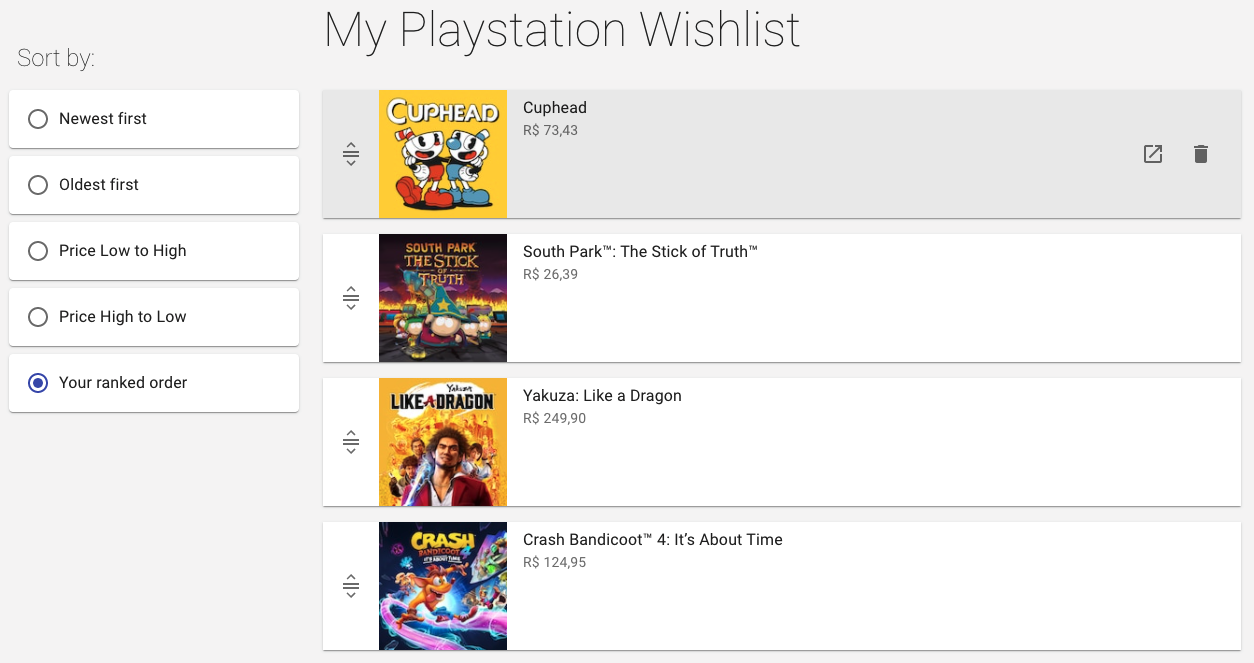 My Playstation Wishlist
Sort by:
Newest first
Oldest first
Price Low to High
Price High to Low
Your ranked order
CUPHEAD
Cuphead
R$ 73,43
SOUTH PARK
THE STICK
OF
TRUTH
South Park™: The Stick of Truth™
R$ 26,39
Yakuza
LIKE A DRAGON
Yakuza: Like a Dragon
R$ 249,90
CRASH
BANDICOOT 4
IT'S ABOUT TIME
Crash Bandicoot™ 4: It’s About Time
R$ 124,95